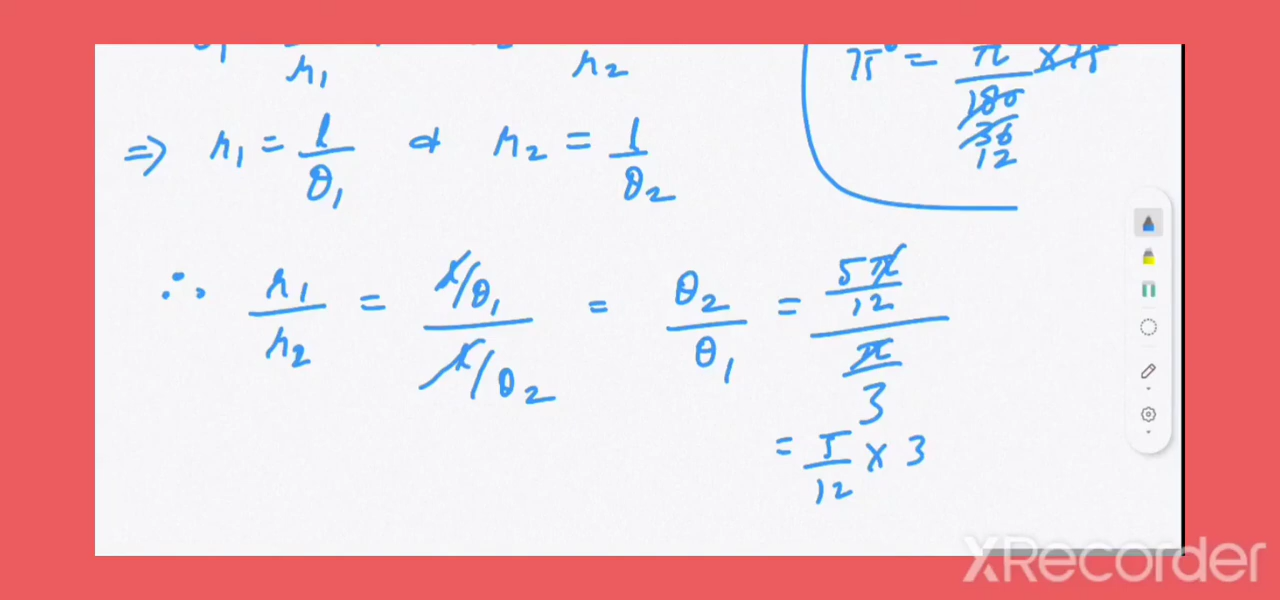 θ₁ r₁ r₂ 75° = π/180 × 75
36
12
⇒ r₁ = l/θ₁ & r₂ = l/θ₂
∴ r₁/r₂ = (l/θ₁)/(l/θ₂) = θ₂/θ₁ = (5π/12)/(π/3)
= 5/12 × 3
XRecorder